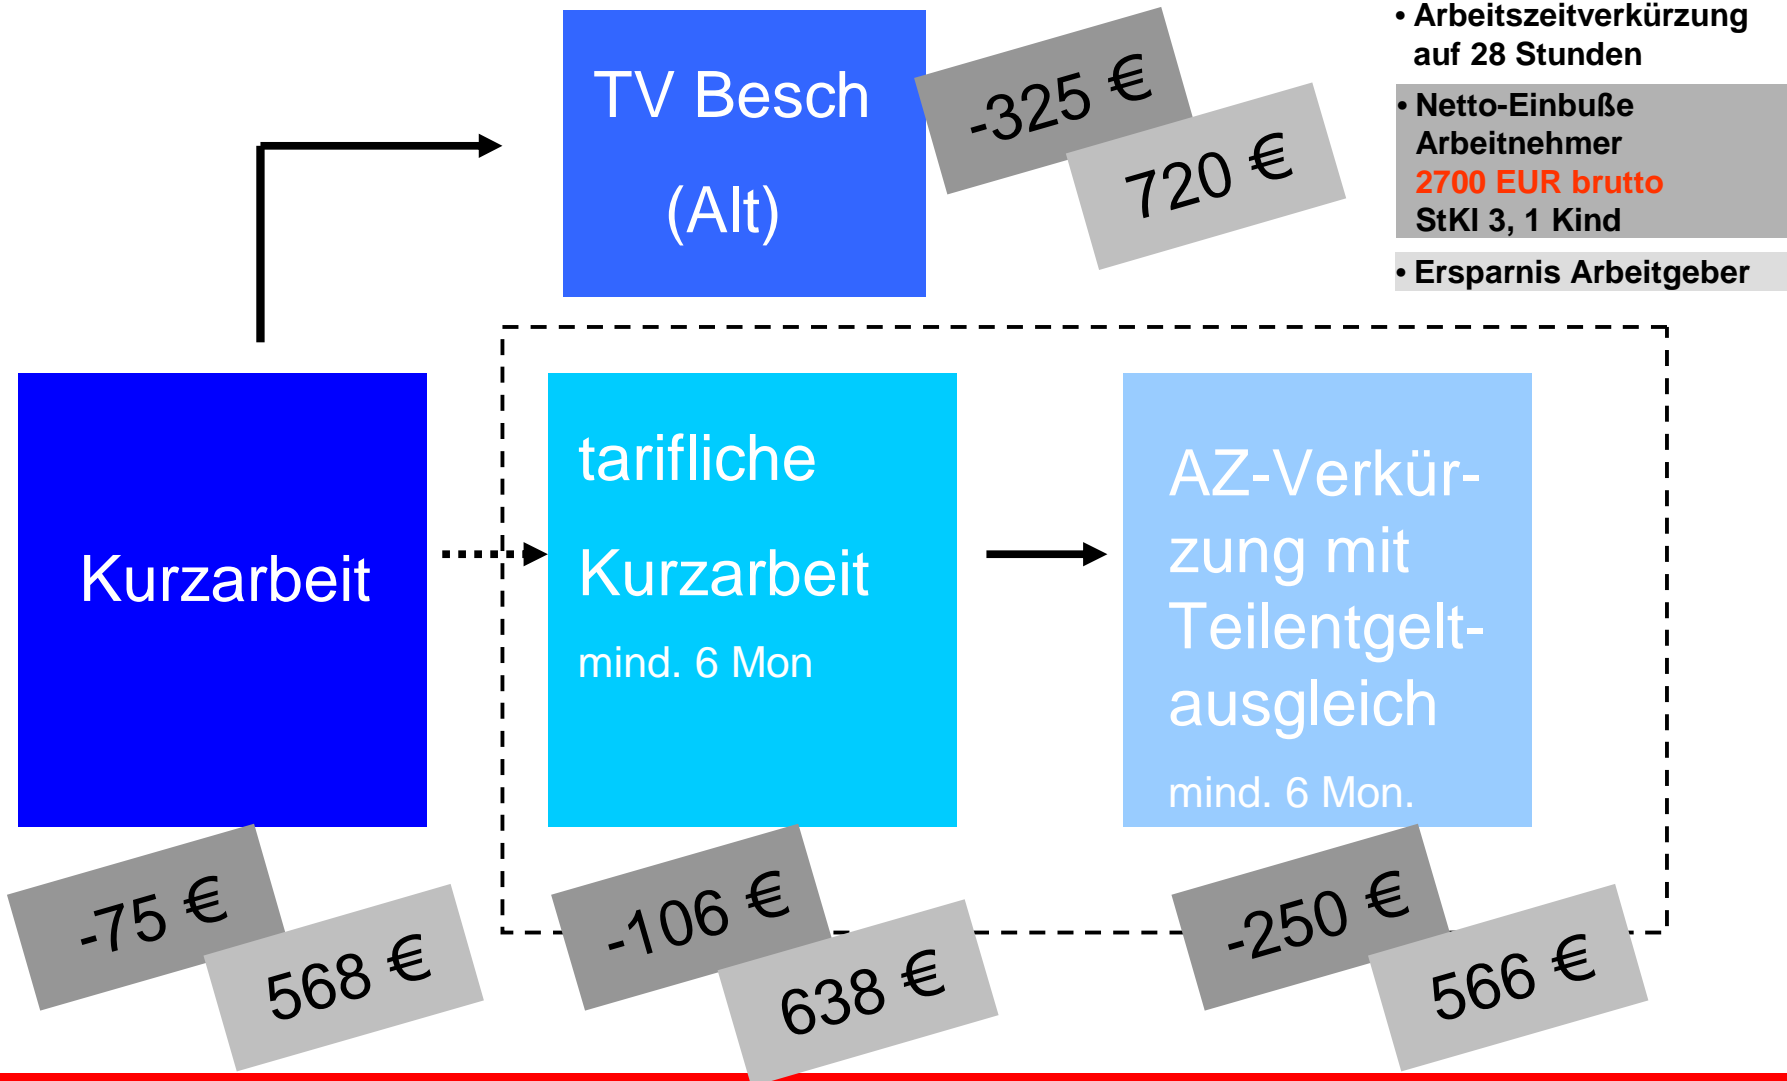 • Arbeitszeitverkürzung
auf 28 Stunden
• Netto-Einbuße
Arbeitnehmer
2700 EUR brutto
StKl 3, 1 Kind
• Ersparnis Arbeitgeber
TV Besch
(Alt)
-325 €
720 €
Kurzarbeit
-75 €
568 €
tarifliche
Kurzarbeit
mind. 6 Mon
-106 €
638 €
AZ-Verkür-
zung mit
Teilentgelt-
ausgleich
mind. 6 Mon.
-250 €
566 €